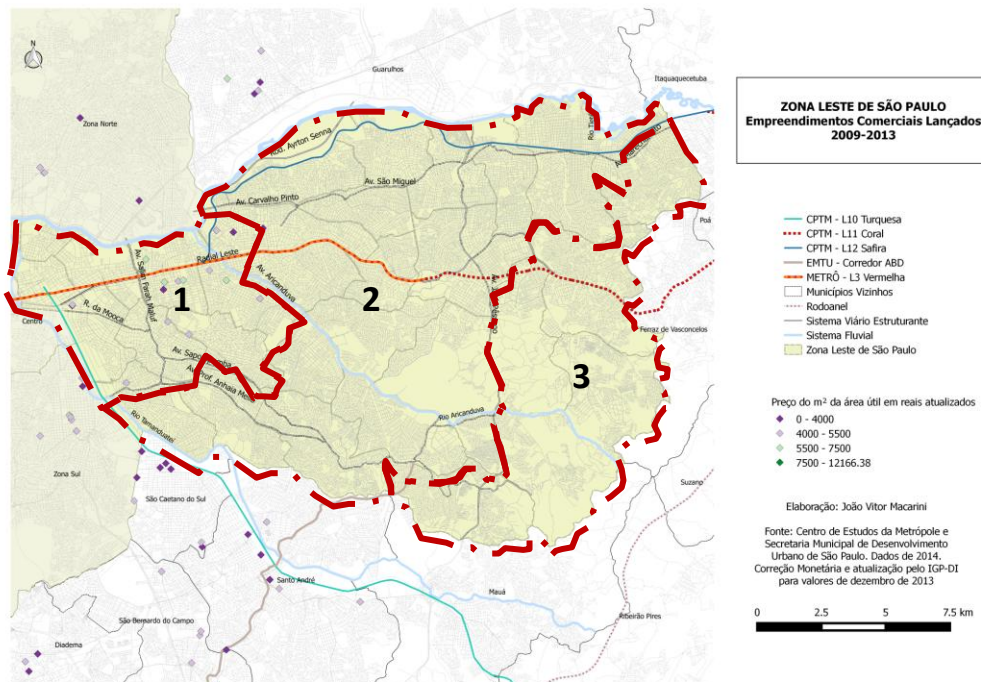 N
Guarulhos
Itaquaquecetuba
Zona Norte
Rod. Ayrton Senna
Av. São Miguel
Av. Carvalho Pinto
Poá
Radial Leste
Av. Salim Farah Maluf
Av. Aricanduva
1
2
R. da Mooca
Centro
Ferraz de Vasconcelos
3
Av. Sapopemba
Av. Prof. Anhaia Mello
Rio Aricanduva
Rio Tamanduateí
Zona Sul
São Caetano do Sul
Suzano
Santo André
Mauá
Ribeirão Pires
São Bernardo do Campo
Diadema
ZONA LESTE DE SÃO PAULO
Empreendimentos Comerciais Lançados
2009-2013
CPTM - L10 Turquesa
CPTM - L11 Coral
CPTM - L12 Safira
EMTU - Corredor ABD
METRÔ - L3 Vermelha
Municípios Vizinhos
Rodoanel
Sistema Viário Estruturante
Sistema Fluvial
Zona Leste de São Paulo
Preço do m² da área útil em reais atualizados
0 - 4000
4000 - 5500
5500 - 7500
7500 - 12166.38
Elaboração: João Vitor Macarini
Fonte: Centro de Estudos da Metrópole e
Secretaria Municipal de Desenvolvimento
Urbano de São Paulo. Dados de 2014.
Correção Monetária e atualização pelo IGP-DI
para valores de dezembro de 2013
0 2.5 5 7.5 km